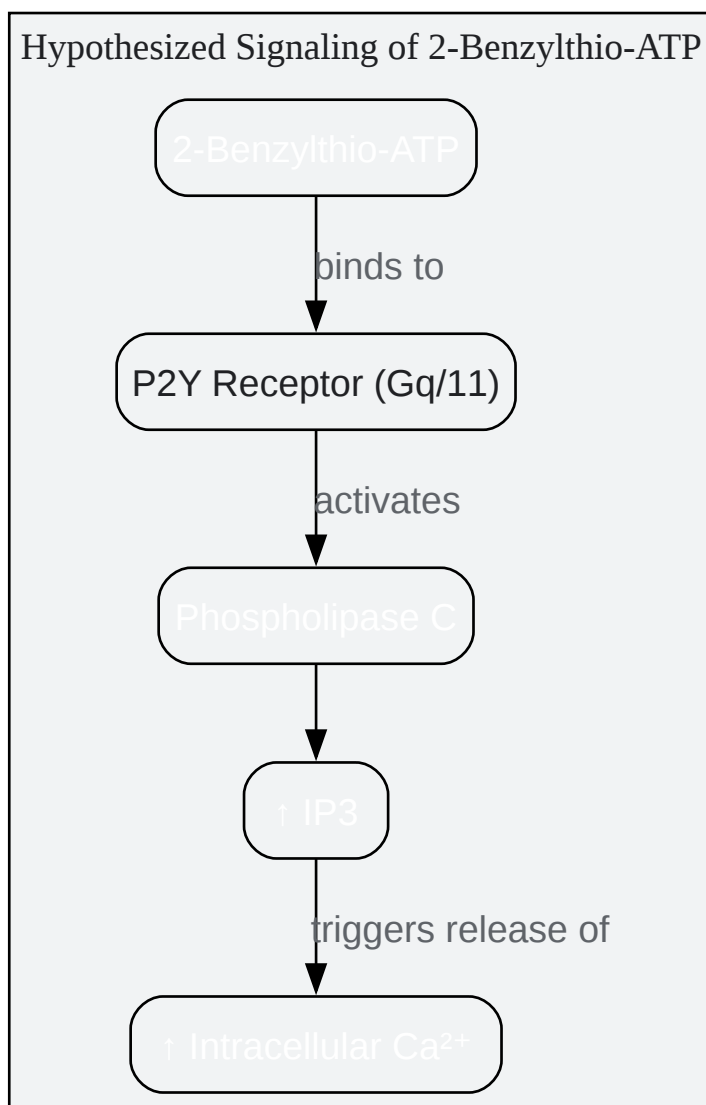 Hypothesized Signaling of 2-Benzylthio-ATP
2-Benzylthio-ATP
binds to
P2Y Receptor (Gq/11)
activates
Phospholipase C
↑ IP3
triggers release of
↑ Intracellular Ca²⁺